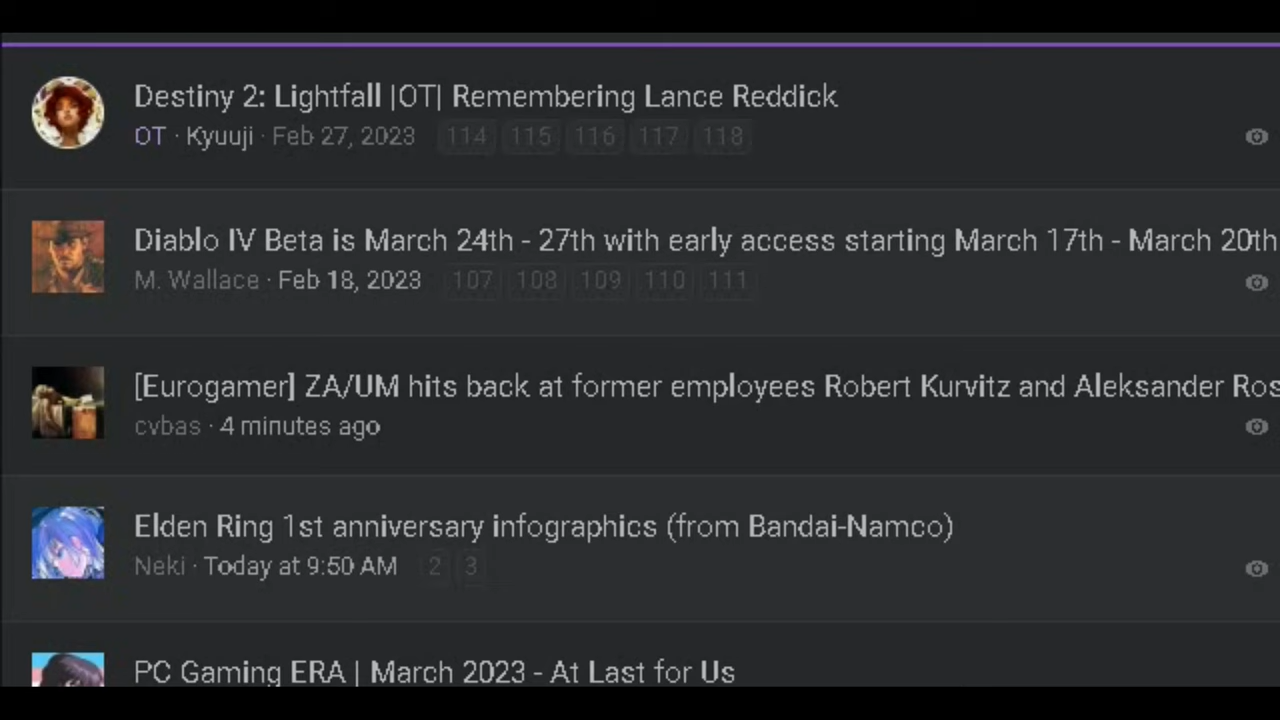 Destiny 2: Lightfall |OT| Remembering Lance Reddick
OT · Kyuuji · Feb 27, 2023 114 115 116 117 118
Diablo IV Beta is March 24th - 27th with early access starting March 17th - March 20th
M. Wallace · Feb 18, 2023 107 108 109 110 111
[Eurogamer] ZA/UM hits back at former employees Robert Kurvitz and Aleksander Ros
cvbas · 4 minutes ago
Elden Ring 1st anniversary infographics (from Bandai-Namco)
Neki · Today at 9:50 AM 2 3
PC Gaming ERA | March 2023 - At Last for Us